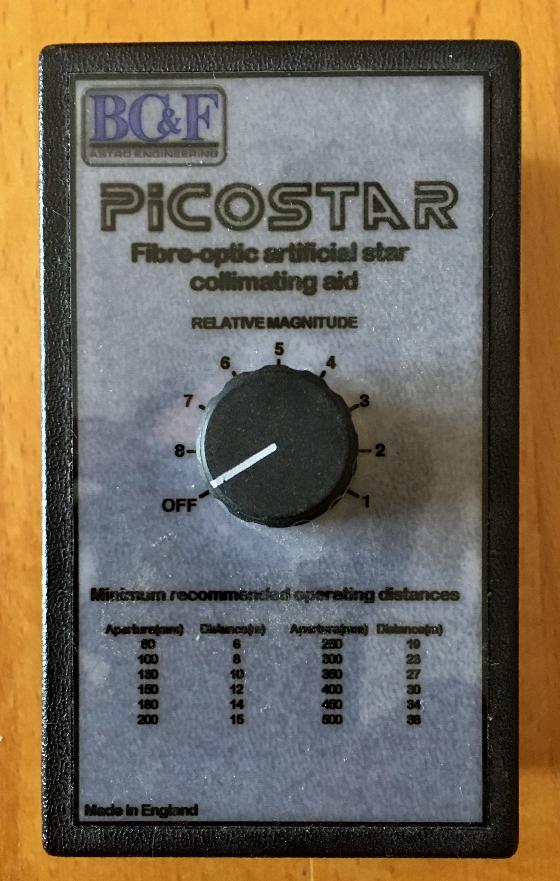 BC&F
ASTRO ENGINEERING
PiCOSTAR
Fibre-optic artificial star
collimating aid
RELATIVE MAGNITUDE
5
6 4
7 3
8 2
OFF 1
Minimum recommended operating distances
Aperture(mm) Distance(m) Aperture(mm) Distance(m)
80 6 250 19
100 8 300 23
130 10 350 27
150 12 400 30
180 14 450 34
200 15 500 38
Made in England